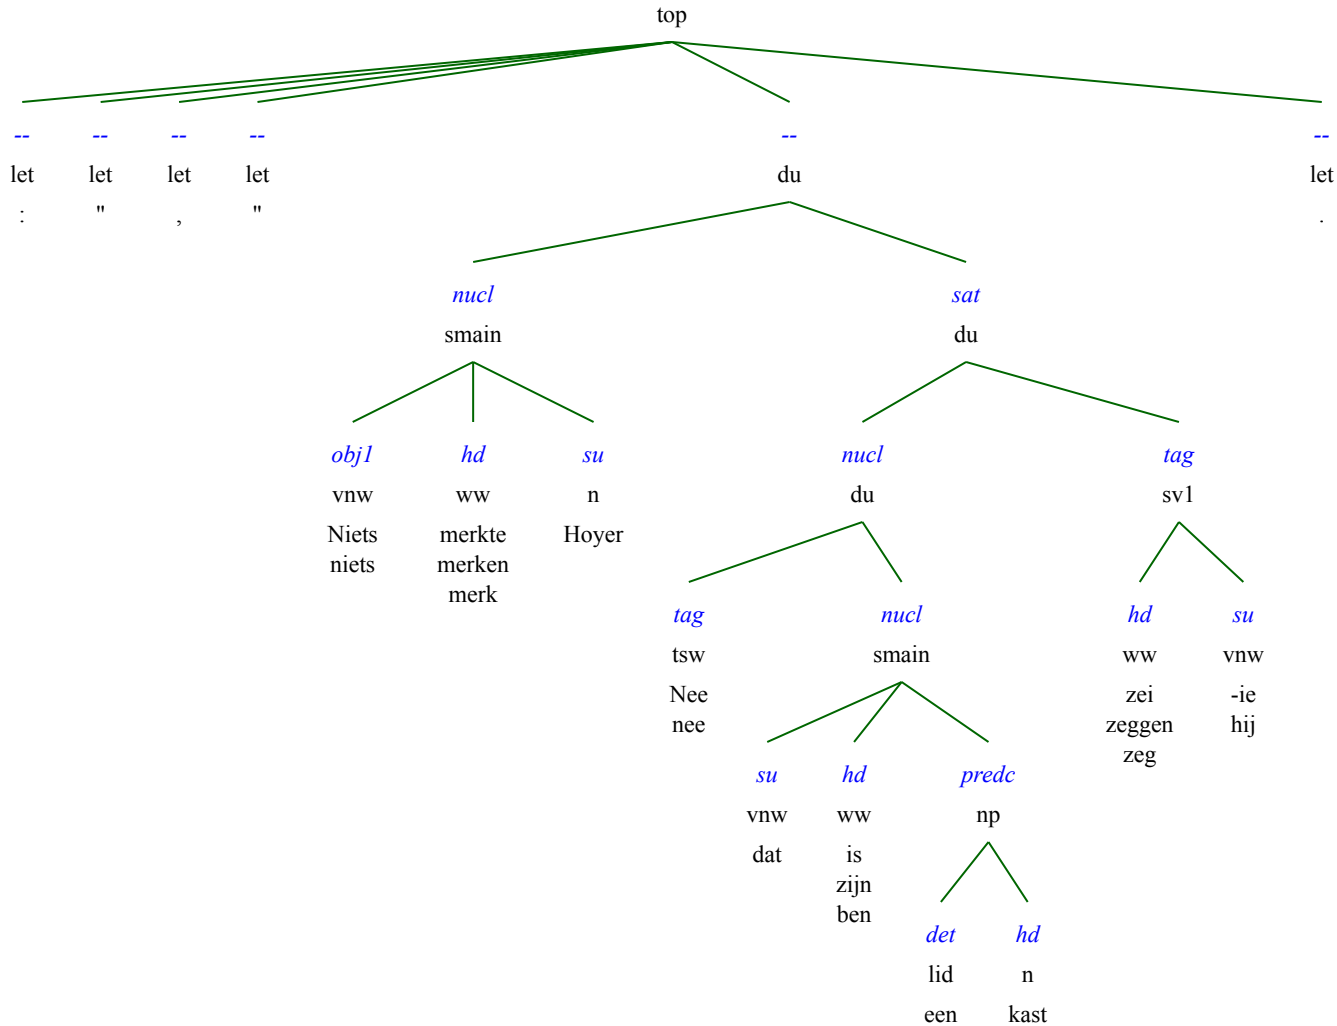 top
-- -- -- -- -- --
let let let let du let
: " , " .
nucl sat
smain du
obj1 hd su nucl tag
vnw ww n du sv1
Niets merkte Hoyer
niets merken
merk
tag nucl hd su
tsw smain ww vnw
Nee zei -ie
nee zeggen hij
zeg
su hd predc
vnw ww np
dat is
zijn
ben
det hd
lid n
een kast